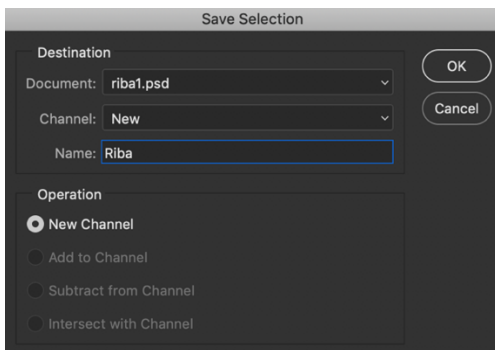 Save Selection
Destination
Document: riba1.psd
Channel: New
Name: Riba
OK
Cancel
Operation
New Channel
Add to Channel
Subtract from Channel
Intersect with Channel